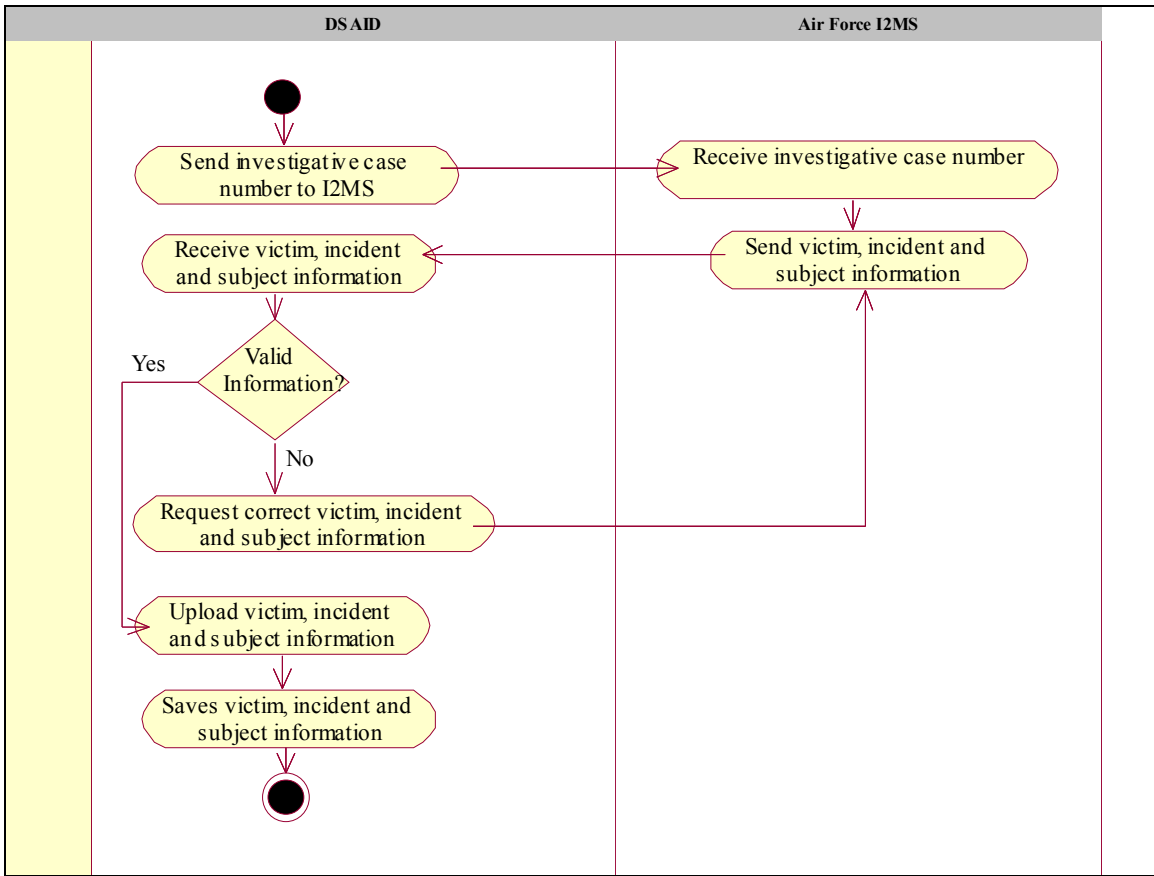 DSAID
Air Force I2MS
Send investigative case
number to I2MS
Receive investigative case number
Receive victim, incident
and subject information
Send victim, incident and
subject information
Yes
Valid
Information?
No
Request correct victim, incident
and subject information
Upload victim, incident
and subject information
Saves victim, incident and
subject information